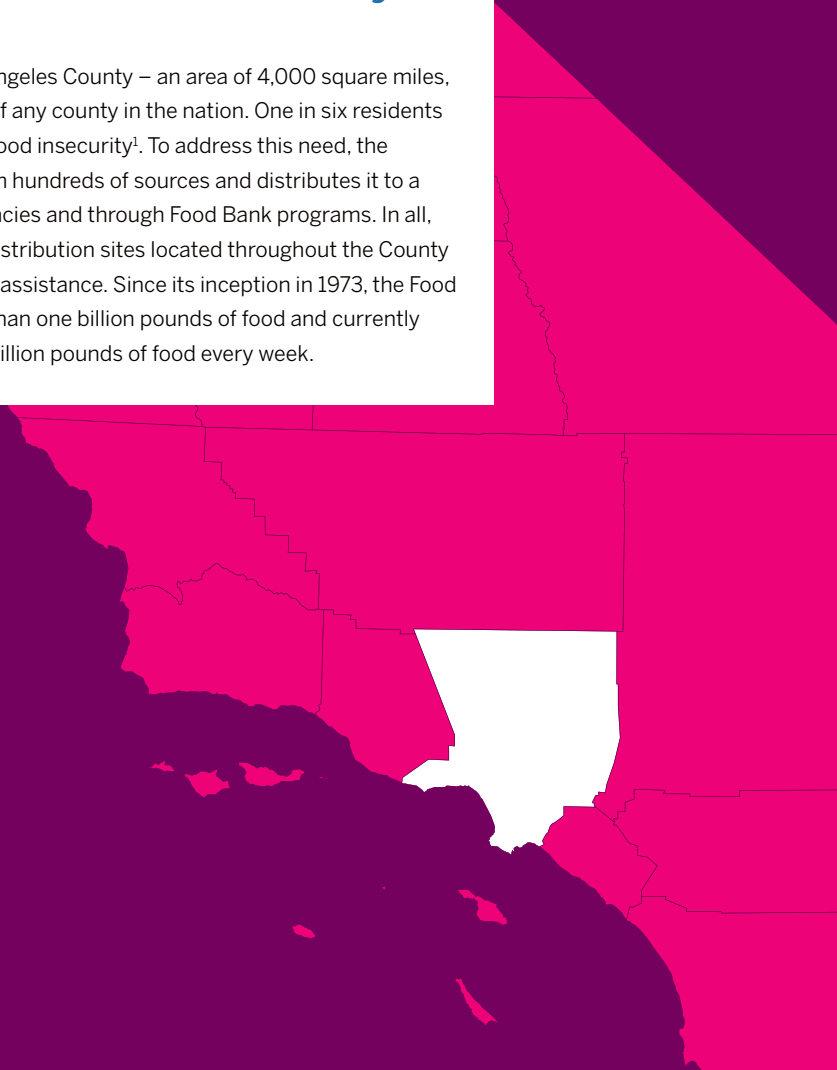 ngeles County – an area of 4,000 square miles,
f any county in the nation. One in six residents
ood insecurity¹. To address this need, the
hundreds of sources and distributes it to a
cies and through Food Bank programs. In all,
stribution sites located throughout the County
assistance. Since its inception in 1973, the Food
han one billion pounds of food and currently
illion pounds of food every week.